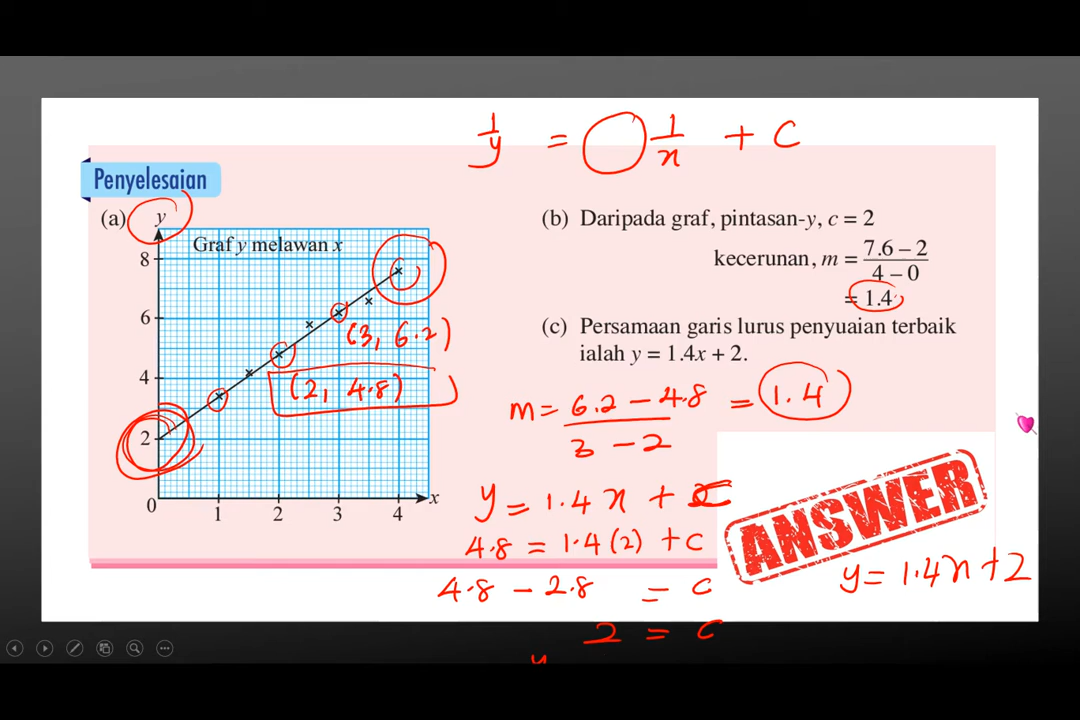 1/y = 1/x + C
Penyelesaian
(a) y
Graf y melawan x
8
6
(3, 6.2)
4
(2, 4.8)
2
0
1 2 3 4 x
(b) Daripada graf, pintasan-y, c = 2
kecerunan, m = (7.6 – 2)/(4 – 0)
= 1.4
(c) Persamaan garis lurus penyuaian terbaik
ialah y = 1.4x + 2.
m = (6.2 – 4.8)/(3 – 2) = 1.4
y = 1.4x + C
4.8 = 1.4(2) + C
4.8 – 2.8 = C
2 = C
ANSWER
y = 1.4x + 2